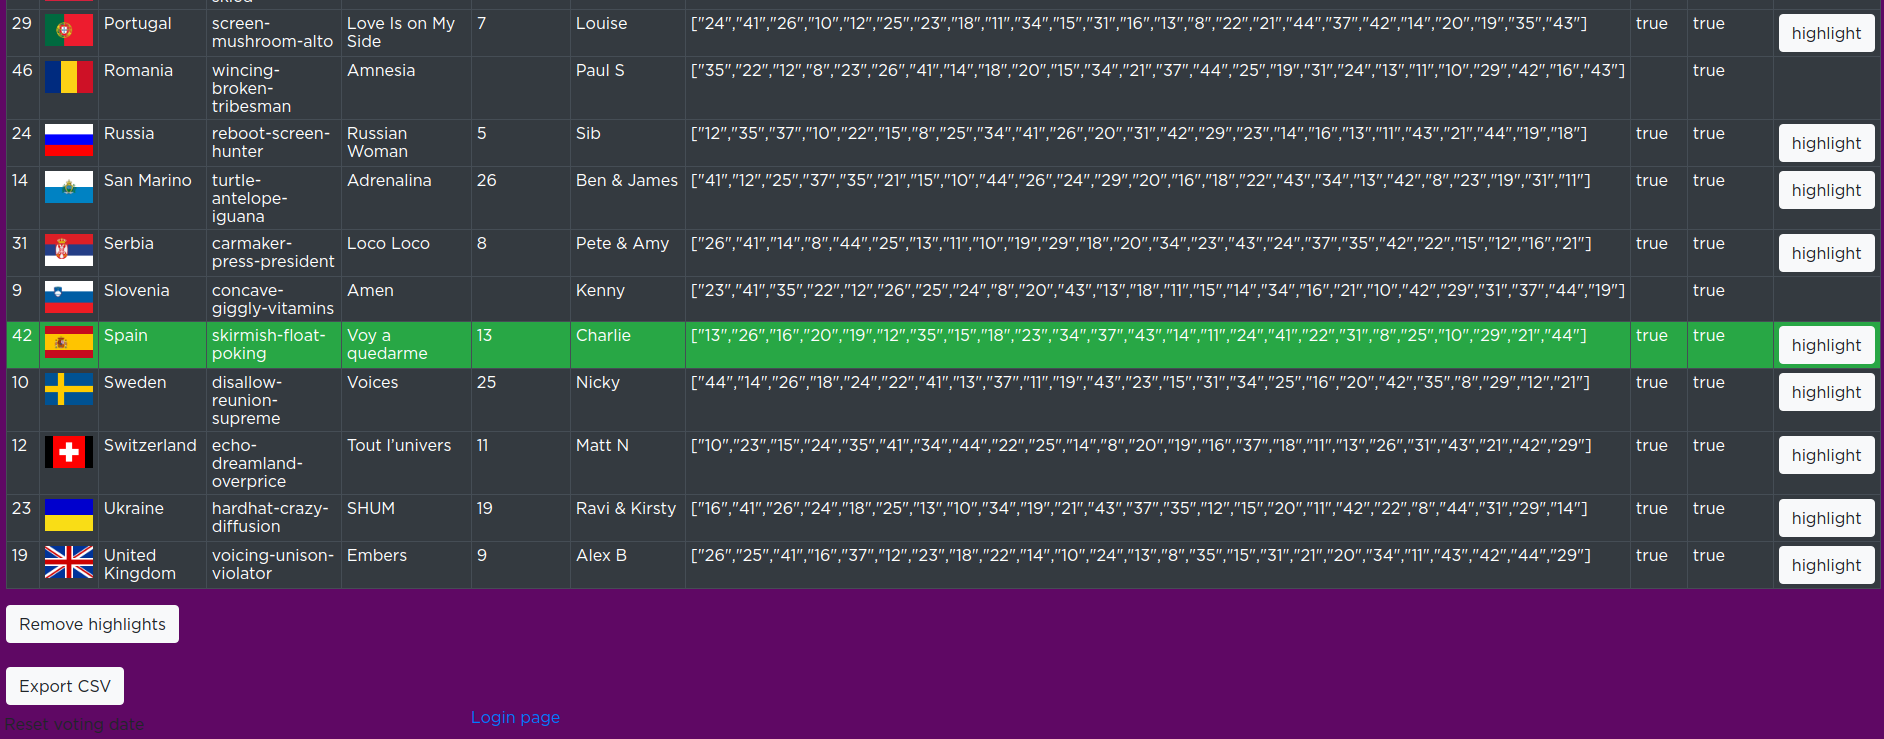 skied
29 Portugal screen- Love Is on My 7 Louise ["24","41","26","10","12","25","23","18","11","34","15","31","16","13","8","22","21","44","37","42","14","20","19","35","43"] true true highlight
mushroom-alto Side
46 Romania wincing- Amnesia Paul S ["35","22","12","8","23","26","41","14","18","20","15","34","21","37","44","25","19","31","24","13","11","10","29","42","16","43"] true
broken-
tribesman
24 Russia reboot-screen- Russian 5 Sib ["12","35","37","10","22","15","8","25","34","41","26","20","31","42","29","23","14","16","13","11","43","21","44","19","18"] true true highlight
hunter Woman
14 San Marino turtle- Adrenalina 26 Ben & James ["41","12","25","37","35","21","15","10","44","26","24","29","20","16","18","22","43","34","13","42","8","23","19","31","11"] true true highlight
antelope-
iguana
31 Serbia carmaker- Loco Loco 8 Pete & Amy ["26","41","14","8","44","25","13","11","10","19","29","18","20","34","23","43","24","37","35","42","22","15","12","16","21"] true true highlight
press-president
9 Slovenia concave- Amen Kenny ["23","41","35","22","12","26","25","24","8","20","43","13","18","11","15","14","34","16","21","10","42","29","31","37","44","19"] true
giggly-vitamins
42 Spain skirmish-float- Voy a 13 Charlie ["13","26","16","20","19","12","35","15","18","23","34","37","43","14","11","24","41","22","31","8","25","10","29","21","44"] true true highlight
poking quedarme
10 Sweden disallow- Voices 25 Nicky ["44","14","26","18","24","22","41","13","37","11","19","43","23","15","31","34","25","16","20","42","35","8","29","12","21"] true true highlight
reunion-
supreme
12 Switzerland echo- Tout l’univers 11 Matt N ["10","23","15","24","35","41","34","44","22","25","14","8","20","19","16","37","18","11","13","26","31","43","21","42","29"] true true highlight
dreamland-
overprice
23 Ukraine hardhat-crazy- SHUM 19 Ravi & Kirsty ["16","41","26","24","18","25","13","10","34","19","21","43","37","35","12","15","20","11","42","22","8","44","31","29","14"] true true highlight
diffusion
19 United voicing-unison- Embers 9 Alex B ["26","25","41","16","37","12","23","18","22","14","10","24","13","8","35","15","31","21","20","34","11","43","42","44","29"] true true highlight
Kingdom violator
Remove highlights
Export CSV
Reset voting date Login page